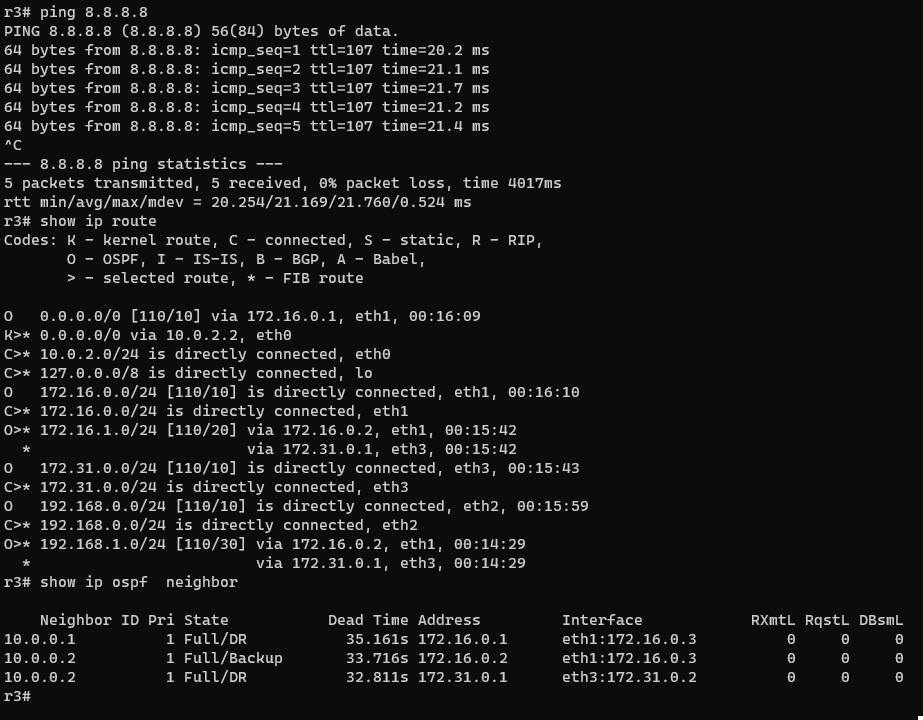 r3# ping 8.8.8.8
PING 8.8.8.8 (8.8.8.8) 56(84) bytes of data.
64 bytes from 8.8.8.8: icmp_seq=1 ttl=107 time=20.2 ms
64 bytes from 8.8.8.8: icmp_seq=2 ttl=107 time=21.1 ms
64 bytes from 8.8.8.8: icmp_seq=3 ttl=107 time=21.7 ms
64 bytes from 8.8.8.8: icmp_seq=4 ttl=107 time=21.2 ms
64 bytes from 8.8.8.8: icmp_seq=5 ttl=107 time=21.4 ms
^C
--- 8.8.8.8 ping statistics ---
5 packets transmitted, 5 received, 0% packet loss, time 4017ms
rtt min/avg/max/mdev = 20.254/21.169/21.760/0.524 ms
r3# show ip route
Codes: K - kernel route, C - connected, S - static, R - RIP,
       O - OSPF, I - IS-IS, B - BGP, A - Babel,
       > - selected route, * - FIB route

O   0.0.0.0/0 [110/10] via 172.16.0.1, eth1, 00:16:09
K>* 0.0.0.0/0 via 10.0.2.2, eth0
C>* 10.0.2.0/24 is directly connected, eth0
C>* 127.0.0.0/8 is directly connected, lo
O   172.16.0.0/24 [110/10] is directly connected, eth1, 00:16:10
C>* 172.16.0.0/24 is directly connected, eth1
O>* 172.16.1.0/24 [110/20] via 172.16.0.2, eth1, 00:15:42
  *                        via 172.31.0.1, eth3, 00:15:42
O   172.31.0.0/24 [110/10] is directly connected, eth3, 00:15:43
C>* 172.31.0.0/24 is directly connected, eth3
O   192.168.0.0/24 [110/10] is directly connected, eth2, 00:15:59
C>* 192.168.0.0/24 is directly connected, eth2
O>* 192.168.1.0/24 [110/30] via 172.16.0.2, eth1, 00:14:29
  *                         via 172.31.0.1, eth3, 00:14:29
r3# show ip ospf  neighbor

    Neighbor ID Pri State           Dead Time Address         Interface            RXmtL RqstL DBsmL
10.0.0.1          1 Full/DR           35.161s 172.16.0.1      eth1:172.16.0.3          0     0     0
10.0.0.2          1 Full/Backup       33.716s 172.16.0.2      eth1:172.16.0.3          0     0     0
10.0.0.2          1 Full/DR           32.811s 172.31.0.1      eth3:172.31.0.2          0     0     0
r3#